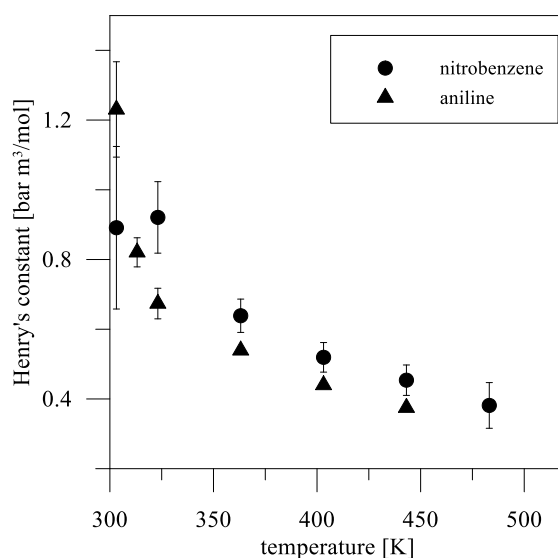 nitrobenzene
aniline
Henry's constant [bar m³/mol]
1.2
0.8
0.4
300 350 400 450 500
temperature [K]